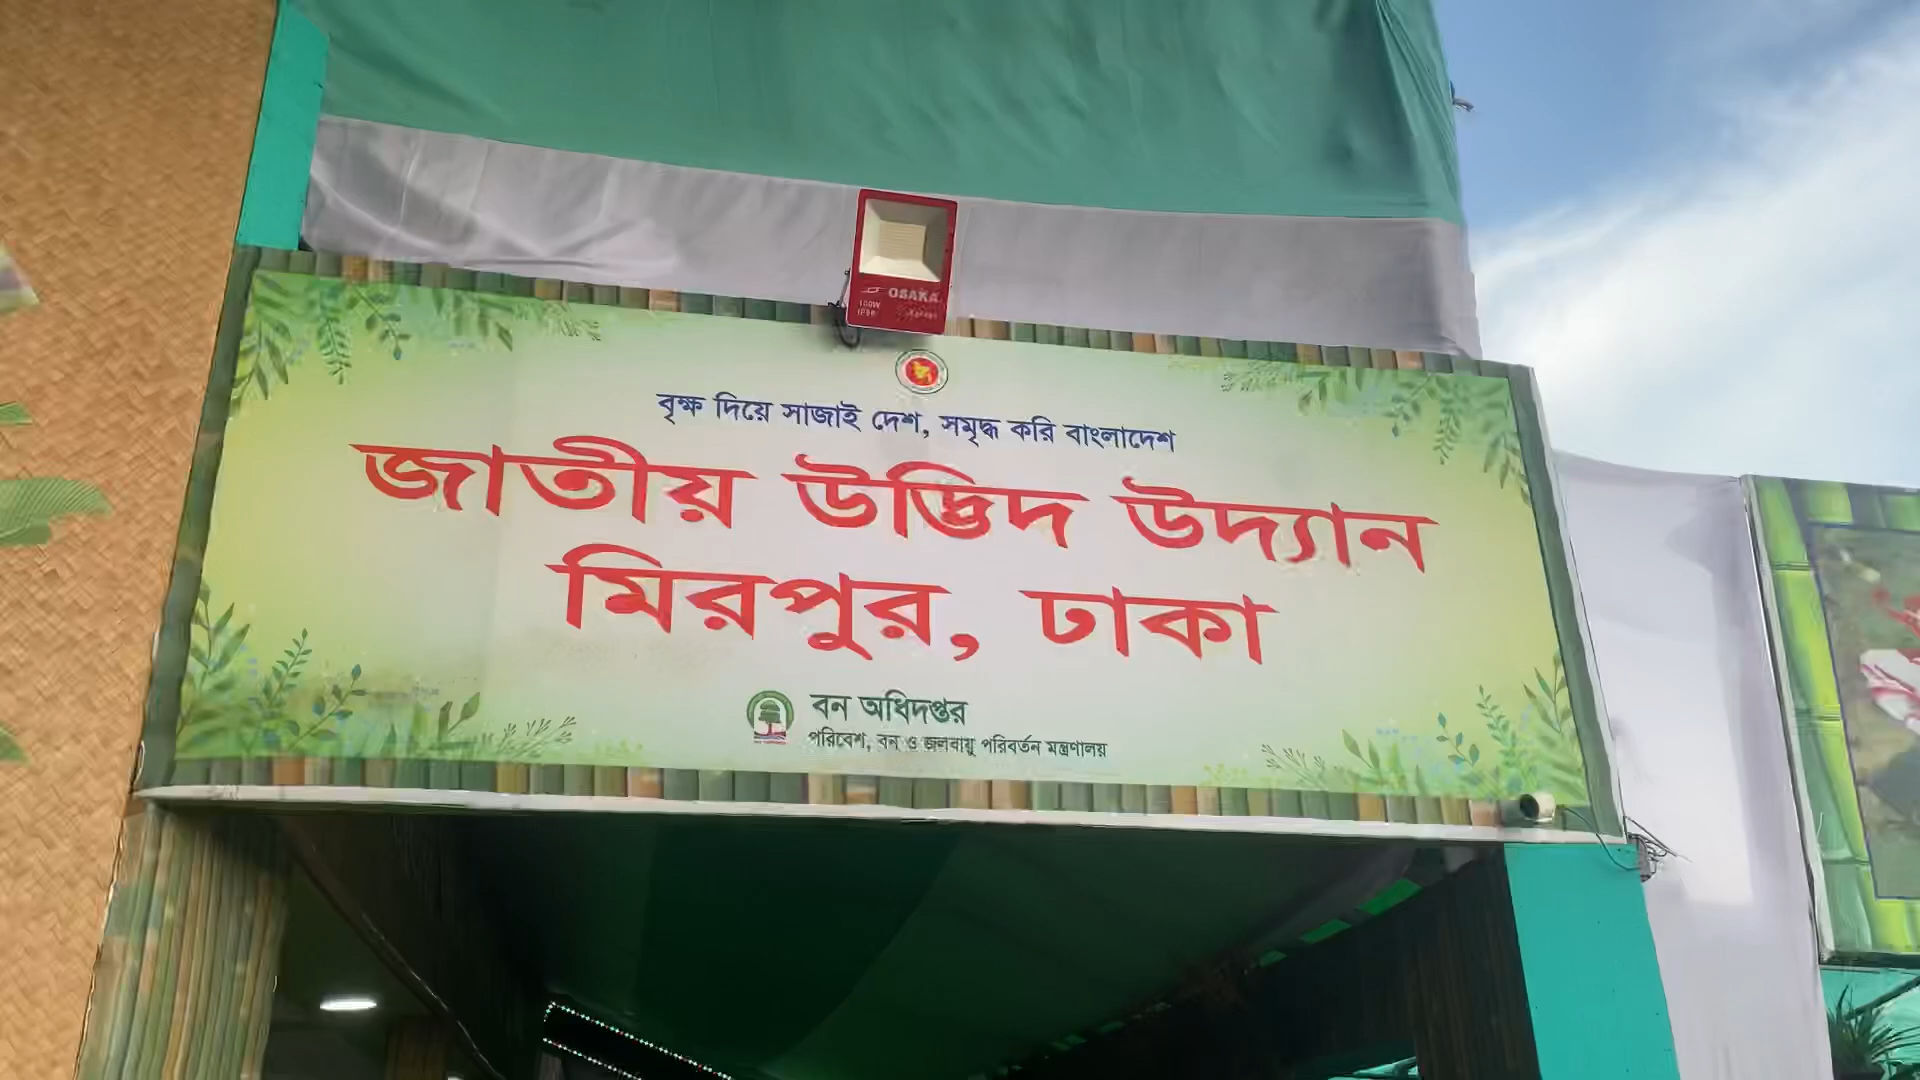 OSAKA
100W
বৃক্ষ দিয়ে সাজাই দেশ, সমৃদ্ধ করি বাংলাদেশ
জাতীয় উদ্ভিদ উদ্যান
মিরপুর, ঢাকা
বন অধিদপ্তর
পরিবেশ, বন ও জলবায়ু পরিবর্তন মন্ত্রণালয়